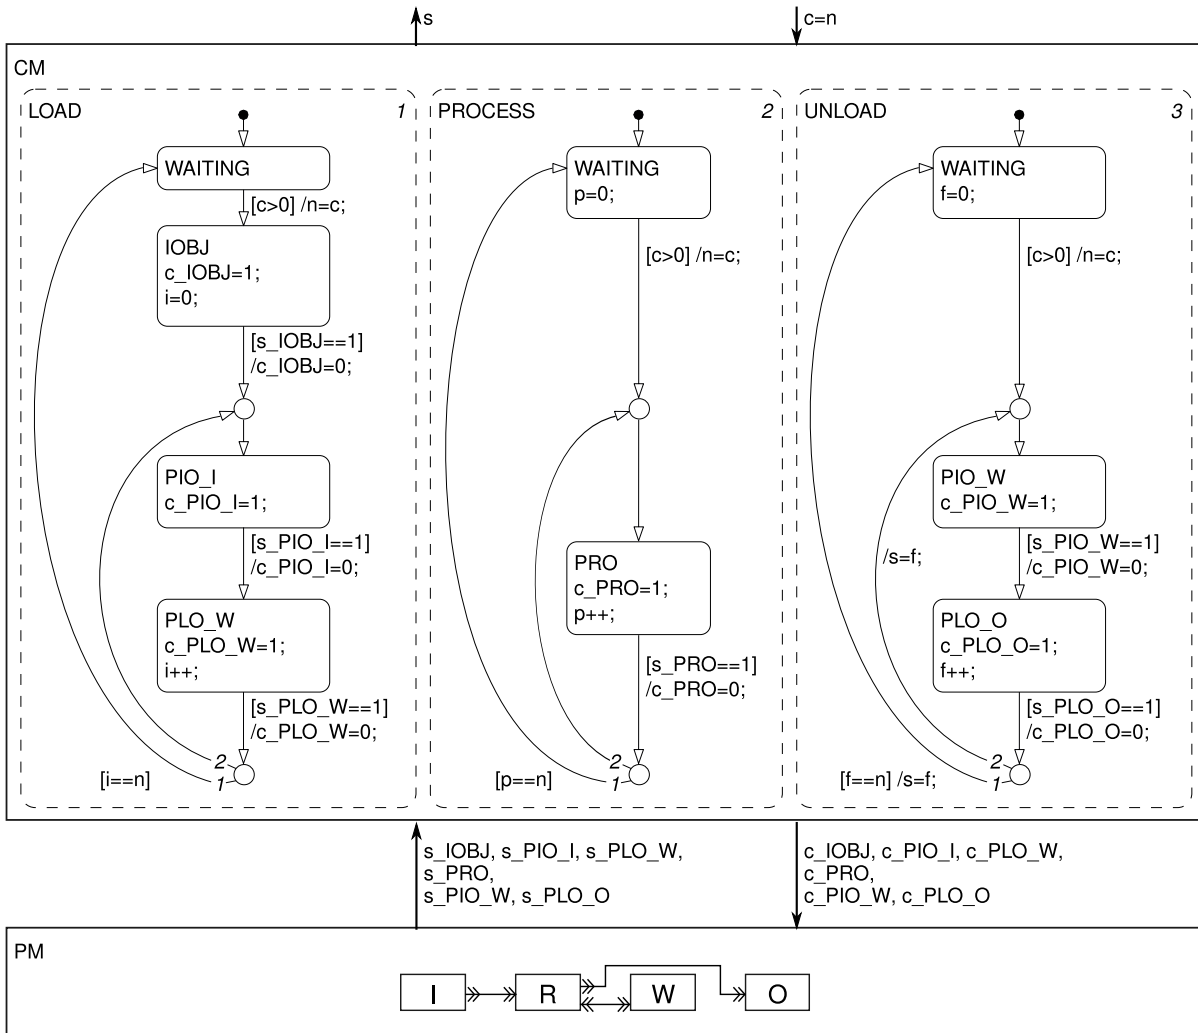 s
c=n
CM
LOAD
1
WAITING
[c>0] /n=c;
IOBJ
c_IOBJ=1;
i=0;
[s_IOBJ==1]
/c_IOBJ=0;
PIO_I
c_PIO_I=1;
[s_PIO_I==1]
/c_PIO_I=0;
PLO_W
c_PLO_W=1;
i++;
[s_PLO_W==1]
/c_PLO_W=0;
2
[i==n]
1
PROCESS
2
WAITING
p=0;
[c>0] /n=c;
PRO
c_PRO=1;
p++;
[s_PRO==1]
/c_PRO=0;
2
[p==n]
1
UNLOAD
3
WAITING
f=0;
[c>0] /n=c;
PIO_W
c_PIO_W=1;
/s=f;
[s_PIO_W==1]
/c_PIO_W=0;
PLO_O
c_PLO_O=1;
f++;
[s_PLO_O==1]
/c_PLO_O=0;
2
[f==n] /s=f;
1
s_IOBJ, s_PIO_I, s_PLO_W,
s_PRO,
s_PIO_W, s_PLO_O
c_IOBJ, c_PIO_I, c_PLO_W,
c_PRO,
c_PIO_W, c_PLO_O
PM
I
R
W
O